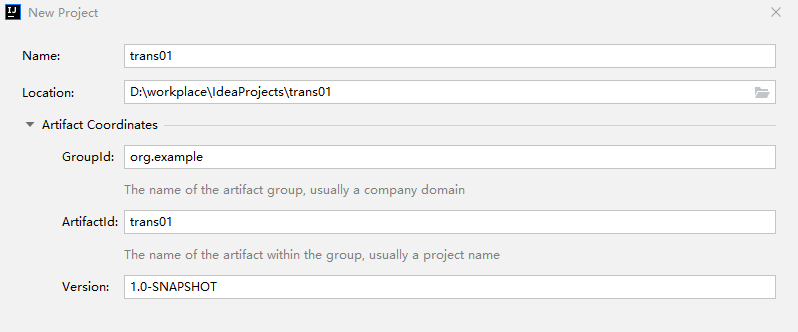 IJ
New Project
Name: trans01
Location: D:\workplace\IdeaProjects\trans01
Artifact Coordinates
GroupId: org.example
The name of the artifact group, usually a company domain
ArtifactId: trans01
The name of the artifact within the group, usually a project name
Version: 1.0-SNAPSHOT